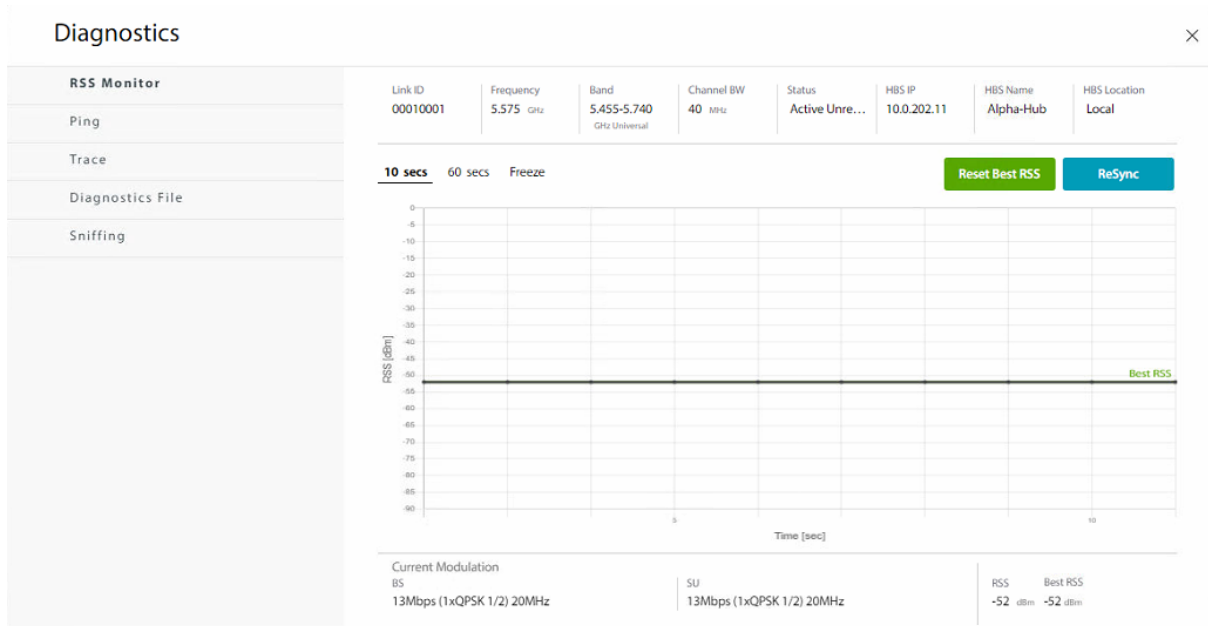 Diagnostics
RSS Monitor
Ping
Trace
Diagnostics File
Sniffing
Link ID Frequency Band Channel BW Status HBS IP HBS Name HBS Location
00010001 5.575 GHz 5.455-5.740 40 MHz Active Unre... 10.0.202.11 Alpha-Hub Local
GHz Universal
10 secs 60 secs Freeze Reset Best RSS ReSync
0
-5
-10
-15
-20
-25
-30
-35
-40
-45
-50
-55
-60
-65
-70
-75
-80
-85
-90
RSS [dBm]
Best RSS
5 10
Time [sec]
Current Modulation
BS SU RSS Best RSS
13Mbps (1xQPSK 1/2) 20MHz 13Mbps (1xQPSK 1/2) 20MHz -52 dBm -52 dBm